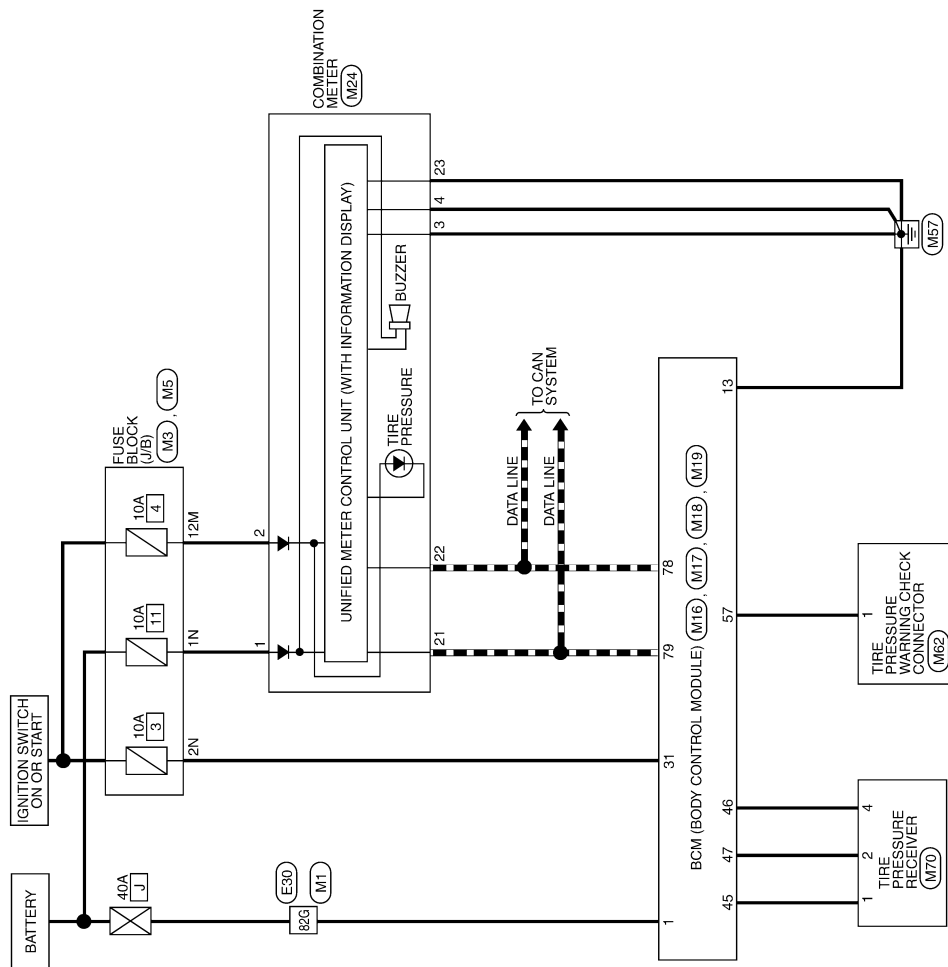 BATTERY
IGNITION SWITCH
ON OR START
40A
J
10A
3
10A
11
10A
4
FUSE
BLOCK
(J/B)
M3 , M5
2N
1N
12M
E30
82G
M1
1
2
COMBINATION
METER
M24
UNIFIED METER CONTROL UNIT (WITH INFORMATION DISPLAY)
TIRE
PRESSURE
BUZZER
21
22
3
4
23
DATA LINE
DATA LINE
TO CAN
SYSTEM
1
31
79
78
BCM (BODY CONTROL MODULE) M16 , M17 , M18 , M19
45
47
46
57
13
1
2
4
TIRE
PRESSURE
RECEIVER
M70
1
TIRE
PRESSURE
WARNING CHECK
CONNECTOR
M62
M57